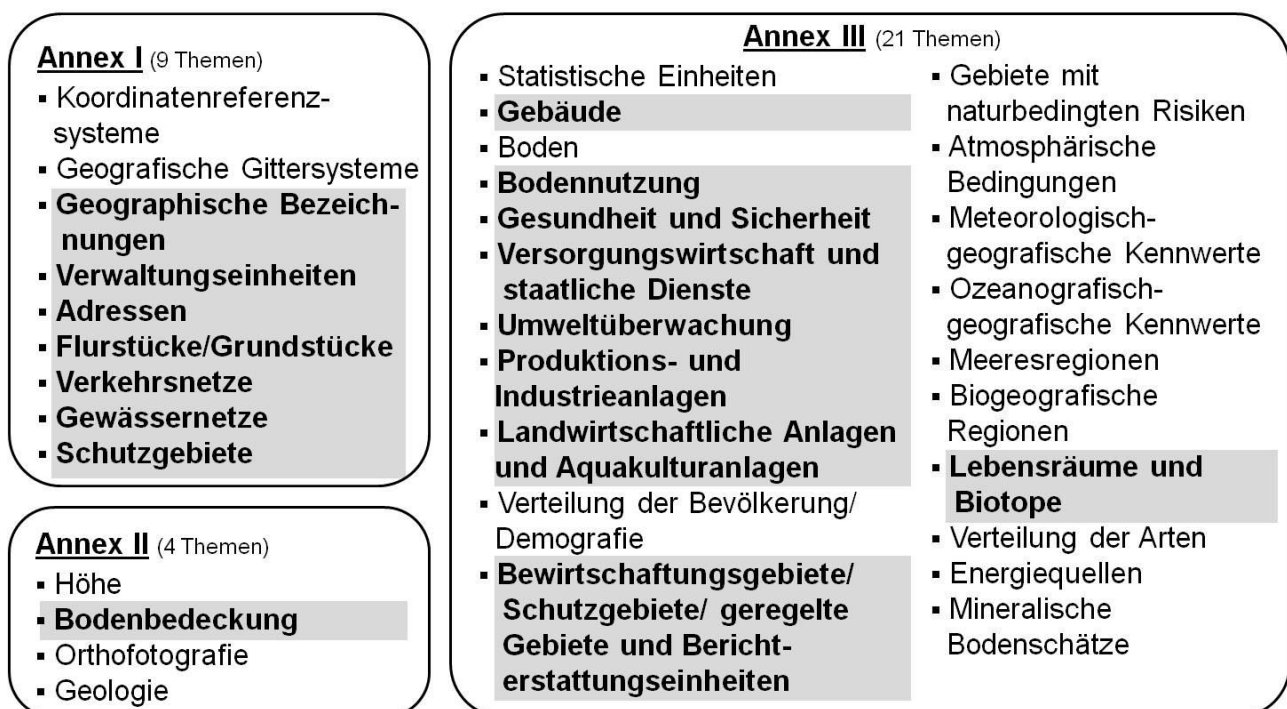 Annex I (9 Themen)
▪ Koordinatenreferenz-
systeme
▪ Geografische Gittersysteme
▪ Geographische Bezeich-
nungen
▪ Verwaltungseinheiten
▪ Adressen
▪ Flurstücke/Grundstücke
▪ Verkehrsnetze
▪ Gewässernetze
▪ Schutzgebiete
Annex II (4 Themen)
▪ Höhe
▪ Bodenbedeckung
▪ Orthofotografie
▪ Geologie
Annex III (21 Themen)
▪ Statistische Einheiten
▪ Gebäude
▪ Boden
▪ Bodennutzung
▪ Gesundheit und Sicherheit
▪ Versorgungswirtschaft und
staatliche Dienste
▪ Umweltüberwachung
▪ Produktions- und
Industrieanlagen
▪ Landwirtschaftliche Anlagen
und Aquakulturanlagen
▪ Verteilung der Bevölkerung/
Demografie
▪ Bewirtschaftungsgebiete/
Schutzgebiete/ geregelte
Gebiete und Bericht-
erstattungseinheiten
▪ Gebiete mit
naturbedingten Risiken
▪ Atmosphärische
Bedingungen
▪ Meteorologisch-
geografische Kennwerte
▪ Ozeanografisch-
geografische Kennwerte
▪ Meeresregionen
▪ Biogeografische
Regionen
▪ Lebensräume und
Biotope
▪ Verteilung der Arten
▪ Energiequellen
▪ Mineralische
Bodenschätze